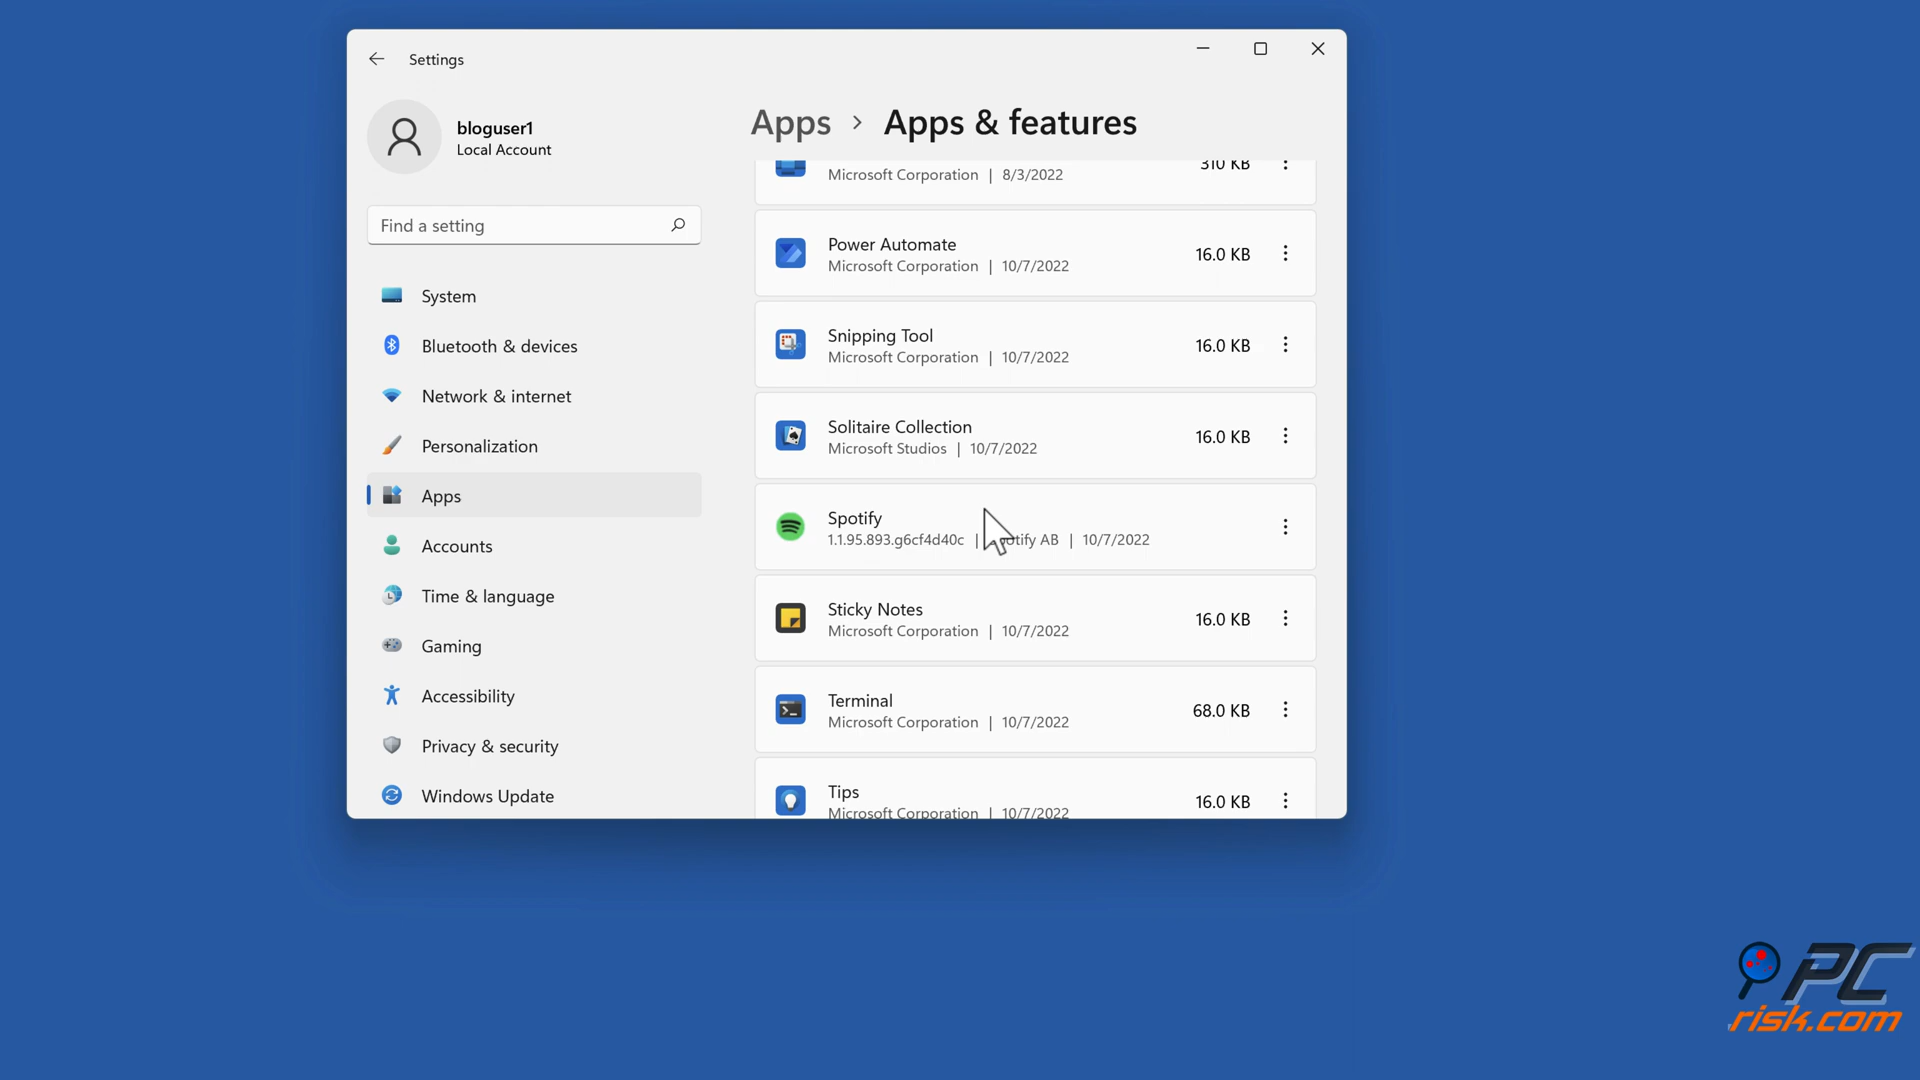 Settings
bloguser1
Local Account
Find a setting
System
Bluetooth & devices
Network & internet
Personalization
Apps
Accounts
Time & language
Gaming
Accessibility
Privacy & security
Windows Update
Apps > Apps & features
310 KB
Microsoft Corporation | 8/3/2022
Power Automate
Microsoft Corporation | 10/7/2022
16.0 KB
Snipping Tool
Microsoft Corporation | 10/7/2022
16.0 KB
Solitaire Collection
Microsoft Studios | 10/7/2022
16.0 KB
Spotify
1.1.95.893.g6cf4d40c | Spotify AB | 10/7/2022
Sticky Notes
Microsoft Corporation | 10/7/2022
16.0 KB
Terminal
Microsoft Corporation | 10/7/2022
68.0 KB
Tips
Microsoft Corporation | 10/7/2022
16.0 KB
PC
risk.com